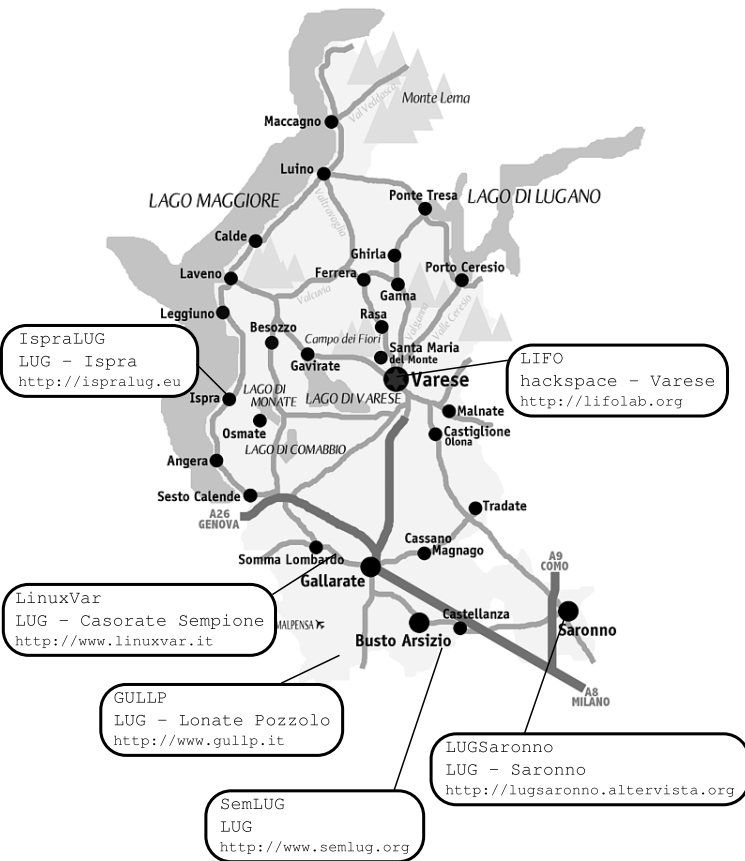 Monte Lema
Val Veddasca
Maccagno
Luino
LAGO MAGGIORE
Ponte Tresa
LAGO DI LUGANO
Valtravaglia
Calde
Ghirla
Laveno
Ferrera
Porto Ceresio
Ganna
Valcuvia
Leggiuno
Rasa
Valganna
Valle Ceresio
Besozzo
Campo dei Fiori
Santa Maria
del Monte
Gavirate
IspraLUG
LUG - Ispra
http://ispralug.eu
LIFO
hackspace - Varese
http://lifolab.org
Varese
LAGO DI
MONATE
LAGO DI VARESE
Ispra
Malnate
Osmate
Castiglione
Olona
LAGO DI COMABBIO
Angera
Sesto Calende
A26
GENOVA
Tradate
Cassano
Magnago
Somma Lombardo
A9
COMO
Gallarate
LinuxVar
LUG - Casorate Sempione
http://www.linuxvar.it
MALPENSA
Castellanza
Busto Arsizio
Saronno
A8
MILANO
GULLP
LUG - Lonate Pozzolo
http://www.gullp.it
LUGSaronno
LUG - Saronno
http://lugsaronno.altervista.org
SemLUG
LUG
http://www.semlug.org